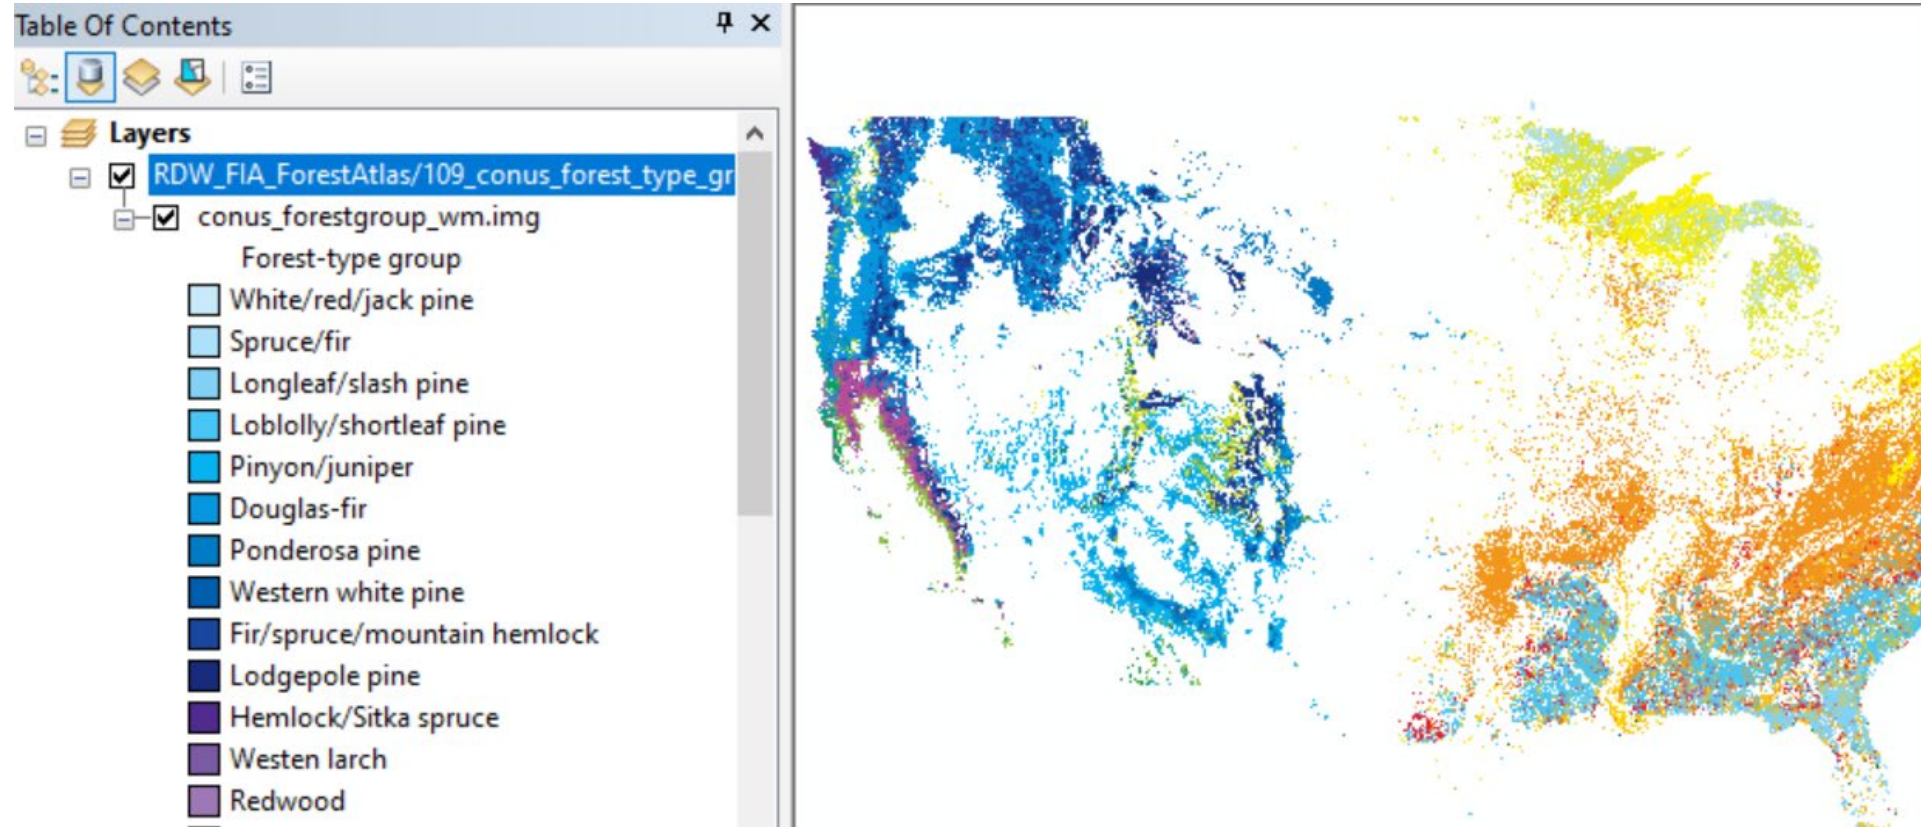 Table Of Contents
Layers
RDW_FIA_ForestAtlas/109_conus_forest_type_gr
conus_forestgroup_wm.img
Forest-type group
White/red/jack pine
Spruce/fir
Longleaf/slash pine
Loblolly/shortleaf pine
Pinyon/juniper
Douglas-fir
Ponderosa pine
Western white pine
Fir/spruce/mountain hemlock
Lodgepole pine
Hemlock/Sitka spruce
Westen larch
Redwood